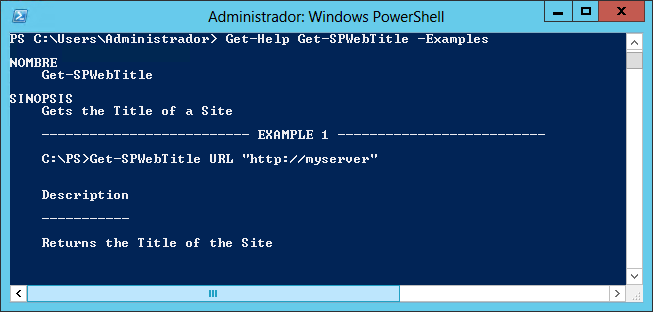 Administrador: Windows PowerShell
PS C:\Users\Administrador> Get-Help Get-SPWebTitle -Examples
NOMBRE
Get-SPWebTitle
SINOPSIS
Gets the Title of a Site
-------------------------- EXAMPLE 1 --------------------------
C:\PS>Get-SPWebTitle URL "http://myserver"
Description
-----------
Returns the Title of the Site